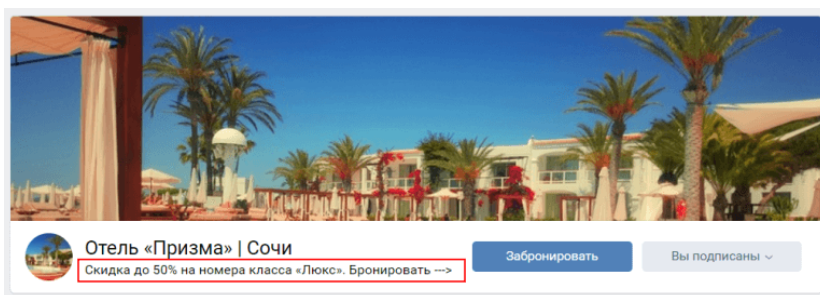 Отель «Призма» | Сочи
Скидка до 50% на номера класса «Люкс». Бронировать --->
Забронировать
Вы подписаны